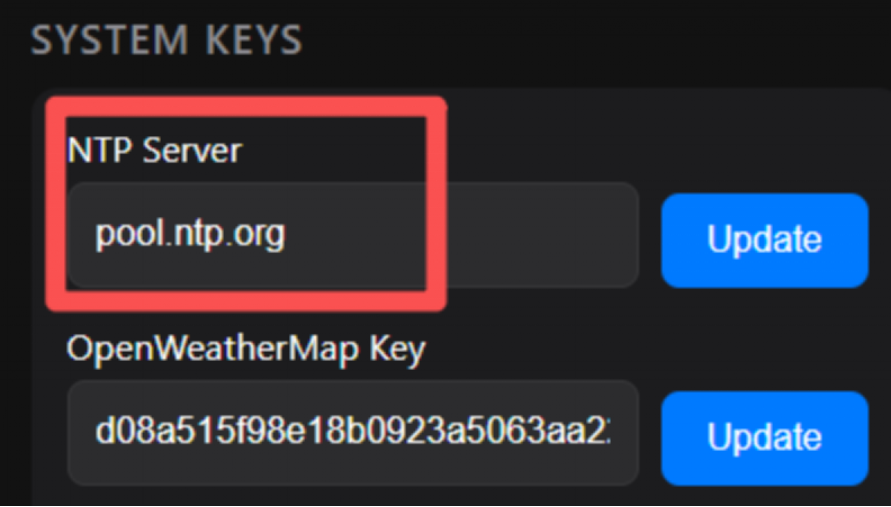 SYSTEM KEYS
NTP Server
pool.ntp.org
Update
OpenWeatherMap Key
d08a515f98e18b0923a5063aa2
Update